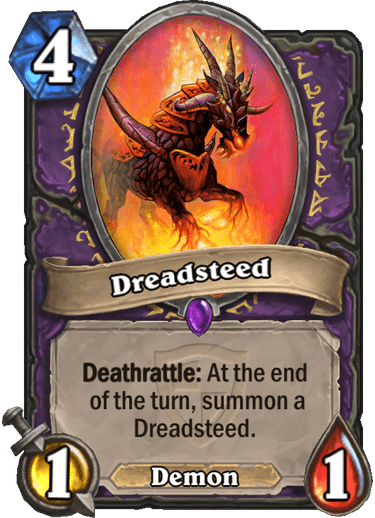 4
Dreadsteed
Deathrattle: At the end
of the turn, summon a
Dreadsteed.
1
Demon
1